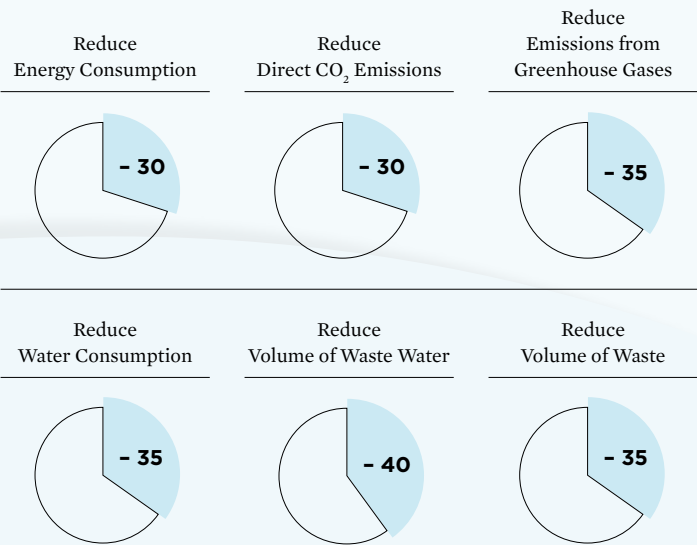 Reduce
Energy Consumption
Reduce
Direct CO₂ Emissions
Reduce
Emissions from
Greenhouse Gases
– 30
– 30
– 35
Reduce
Water Consumption
Reduce
Volume of Waste Water
Reduce
Volume of Waste
– 35
– 40
– 35